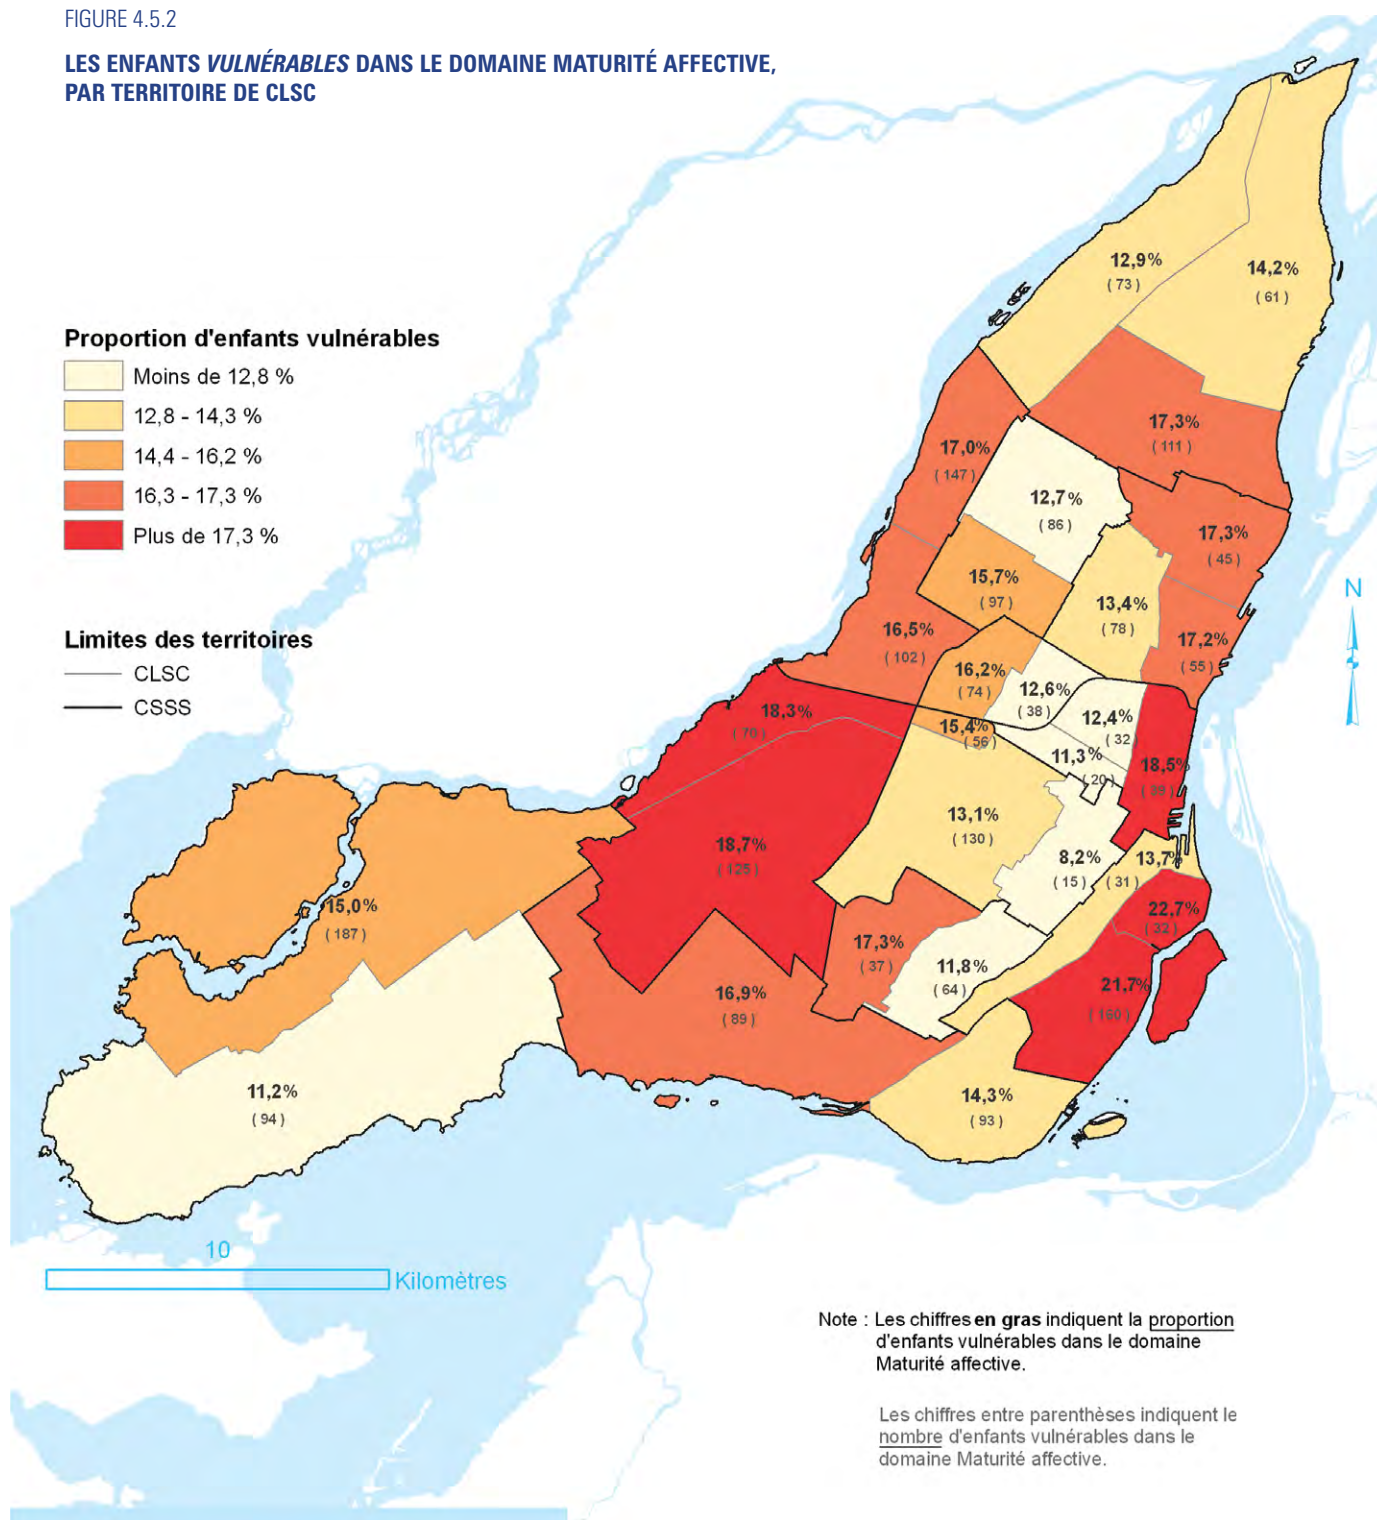 FIGURE 4.5.2
LES ENFANTS VULNÉRABLES DANS LE DOMAINE MATURITÉ AFFECTIVE,
PAR TERRITOIRE DE CLSC
Proportion d'enfants vulnérables
Moins de 12,8 %
12,8 - 14,3 %
14,4 - 16,2 %
16,3 - 17,3 %
Plus de 17,3 %
Limites des territoires
CLSC
CSSS
12,9%
( 73 )
14,2%
( 61 )
17,3%
( 111 )
17,0%
( 147 )
12,7%
( 86 )
17,3%
( 45 )
15,7%
( 97 )
13,4%
( 78 )
16,5%
( 102 )
17,2%
( 55 )
16,2%
( 74 )
12,6%
( 38 )
12,4%
( 32 )
18,3%
15,4%
( 56 )
11,3%
( 20 )
18,5%
13,1%
( 130 )
18,7%
( 125 )
8,2%
( 15 )
13,7%
( 31 )
15,0%
( 187 )
22,7%
( 32 )
17,3%
( 37 )
11,8%
( 64 )
21,7%
( 160 )
16,9%
( 89 )
11,2%
( 94 )
14,3%
( 93 )
N
10
Kilomètres
Note : Les chiffres en gras indiquent la proportion
d'enfants vulnérables dans le domaine
Maturité affective.
Les chiffres entre parenthèses indiquent le
nombre d'enfants vulnérables dans le
domaine Maturité affective.